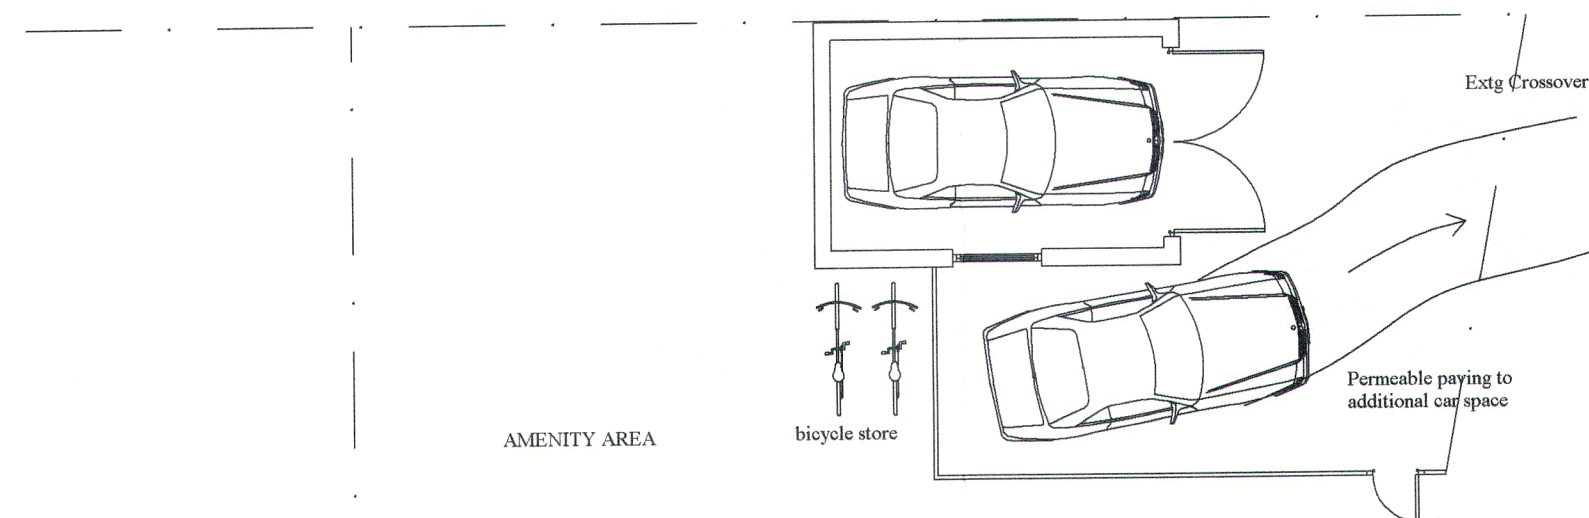 Extg Crossover
Permeable paving to
additional car space
bicycle store
AMENITY AREA